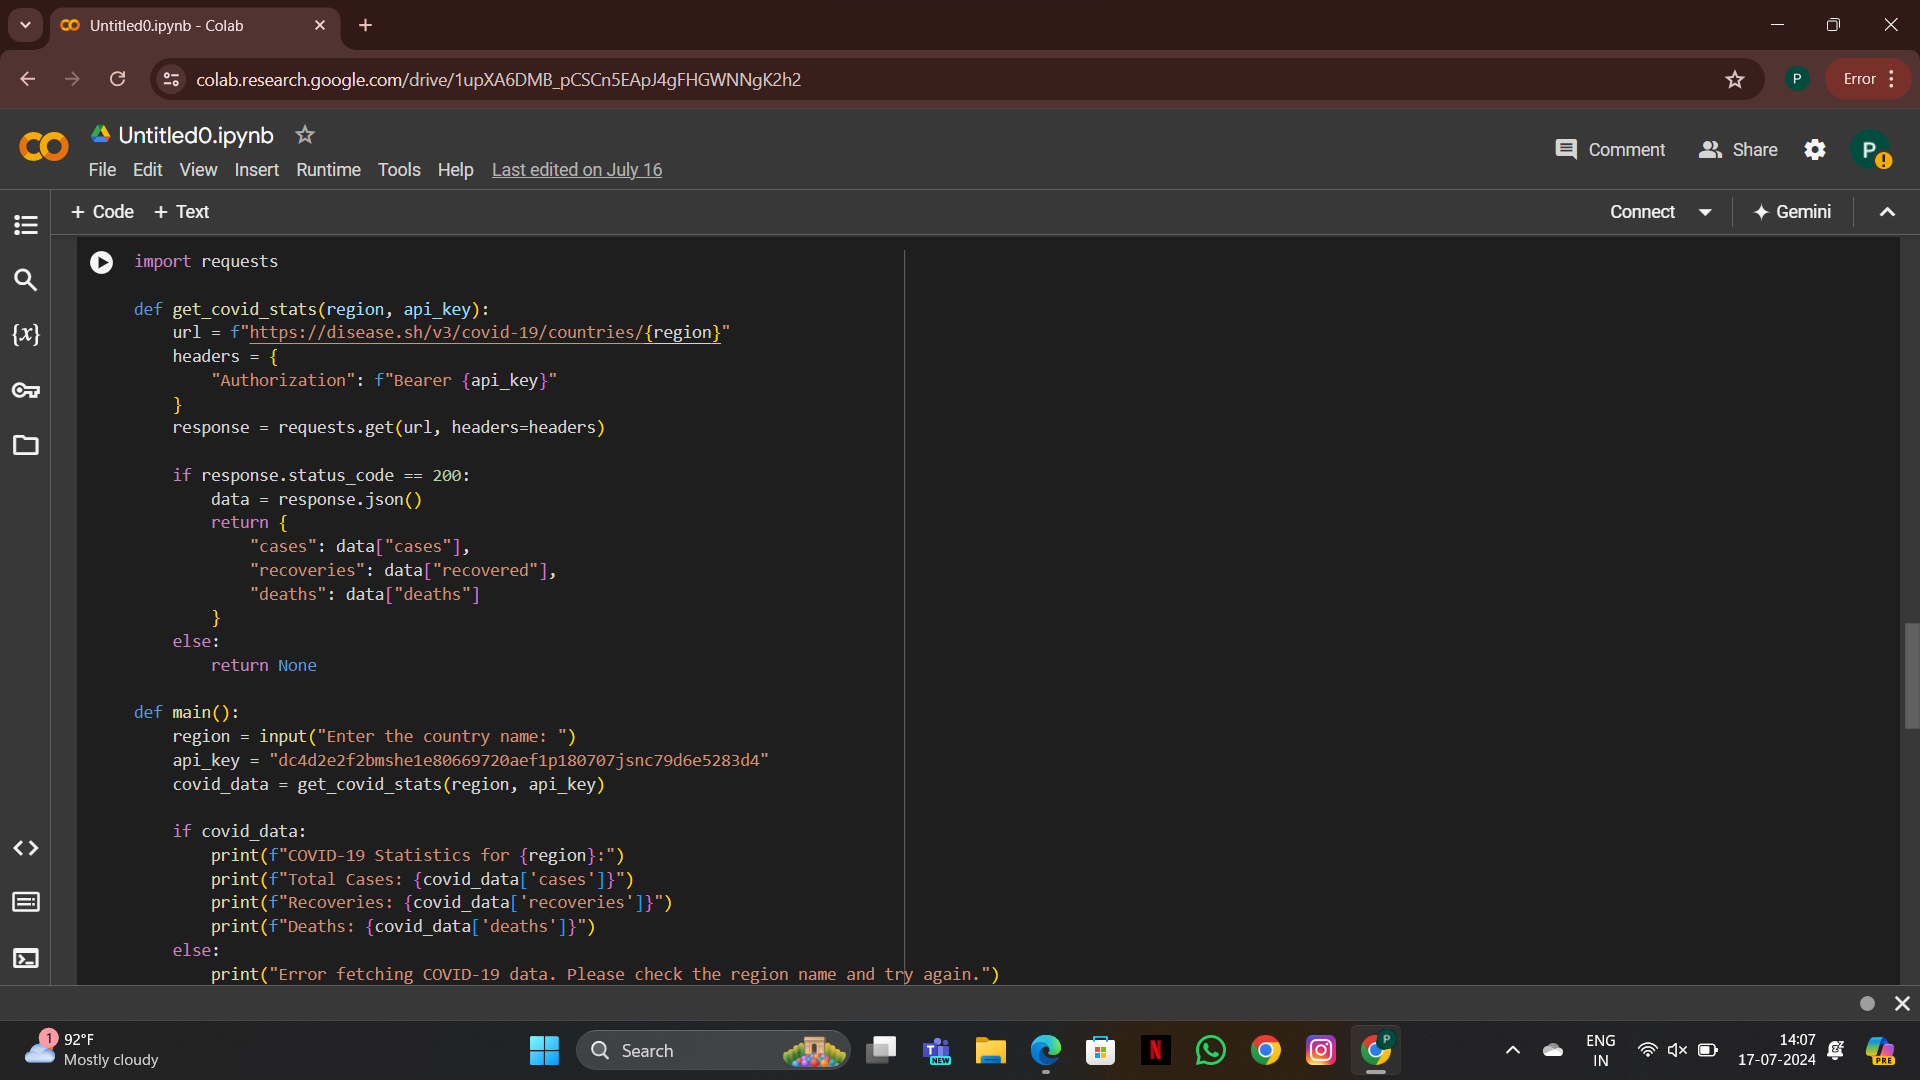 Untitled0.ipynb - Colab
colab.research.google.com/drive/1upXA6DMB_pCSCn5EApJ4gFHGWNNgK2h2
P
Error
Untitled0.ipynb
File Edit View Insert Runtime Tools Help Last edited on July 16
Comment
Share
P
+ Code + Text
Connect
Gemini
{x}
import requests
def get_covid_stats(region, api_key):
url = f"https://disease.sh/v3/covid-19/countries/{region}"
headers = {
"Authorization": f"Bearer {api_key}"
}
response = requests.get(url, headers=headers)
if response.status_code == 200:
data = response.json()
return {
"cases": data["cases"],
"recoveries": data["recovered"],
"deaths": data["deaths"]
}
else:
return None
def main():
region = input("Enter the country name: ")
api_key = "dc4d2e2f2bmshe1e80669720aef1p180707jsnc79d6e5283d4"
covid_data = get_covid_stats(region, api_key)
if covid_data:
print(f"COVID-19 Statistics for {region}:")
print(f"Total Cases: {covid_data['cases']}")
print(f"Recoveries: {covid_data['recoveries']}")
print(f"Deaths: {covid_data['deaths']}")
else:
print("Error fetching COVID-19 data. Please check the region name and try again.")
1
92°F
Mostly cloudy
Search
NEW
P
ENG
IN
14:07
17-07-2024
PRE